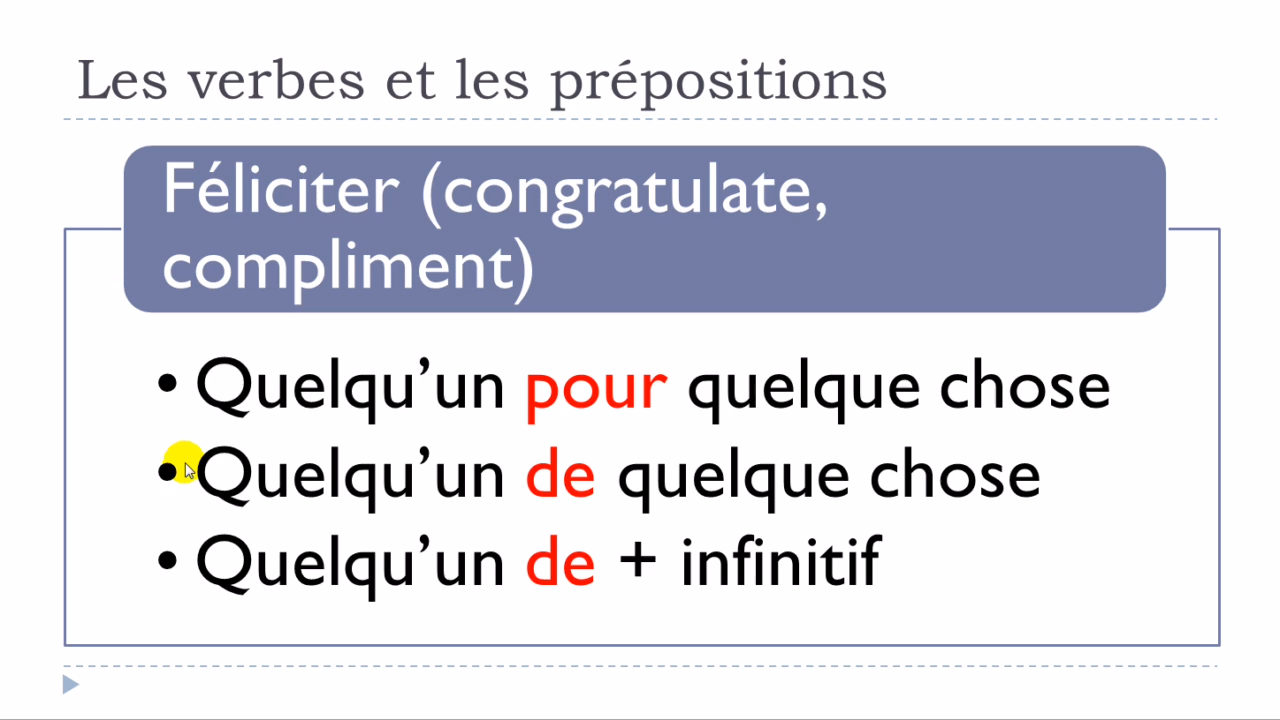 Les verbes et les prépositions
Féliciter (congratulate,
compliment)
• Quelqu’un pour quelque chose
• Quelqu’un de quelque chose
• Quelqu’un de + infinitif